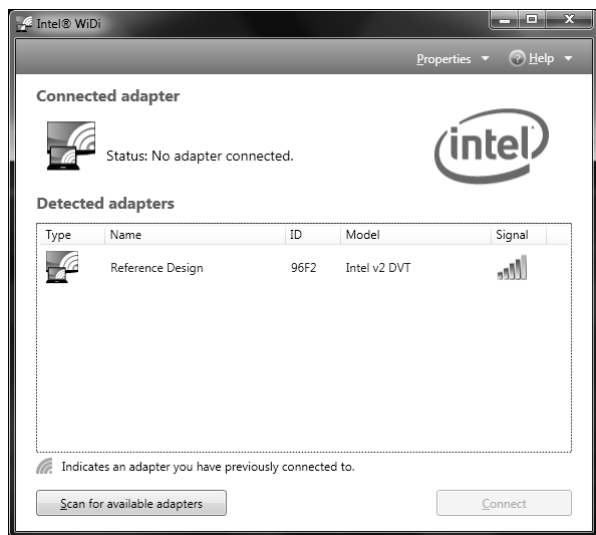 Intel® WiDi
Properties Help
Connected adapter
Status: No adapter connected.
intel
Detected adapters
Type Name ID Model Signal
Reference Design 96F2 Intel v2 DVT
Indicates an adapter you have previously connected to.
Scan for available adapters Connect